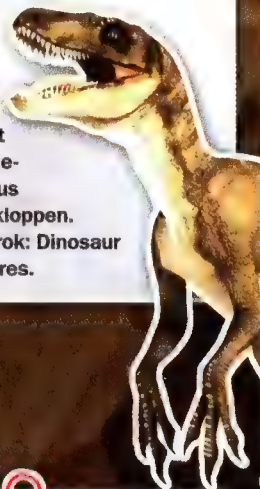 t
e-
us
kloppen.
rok: Dinosaur
res.